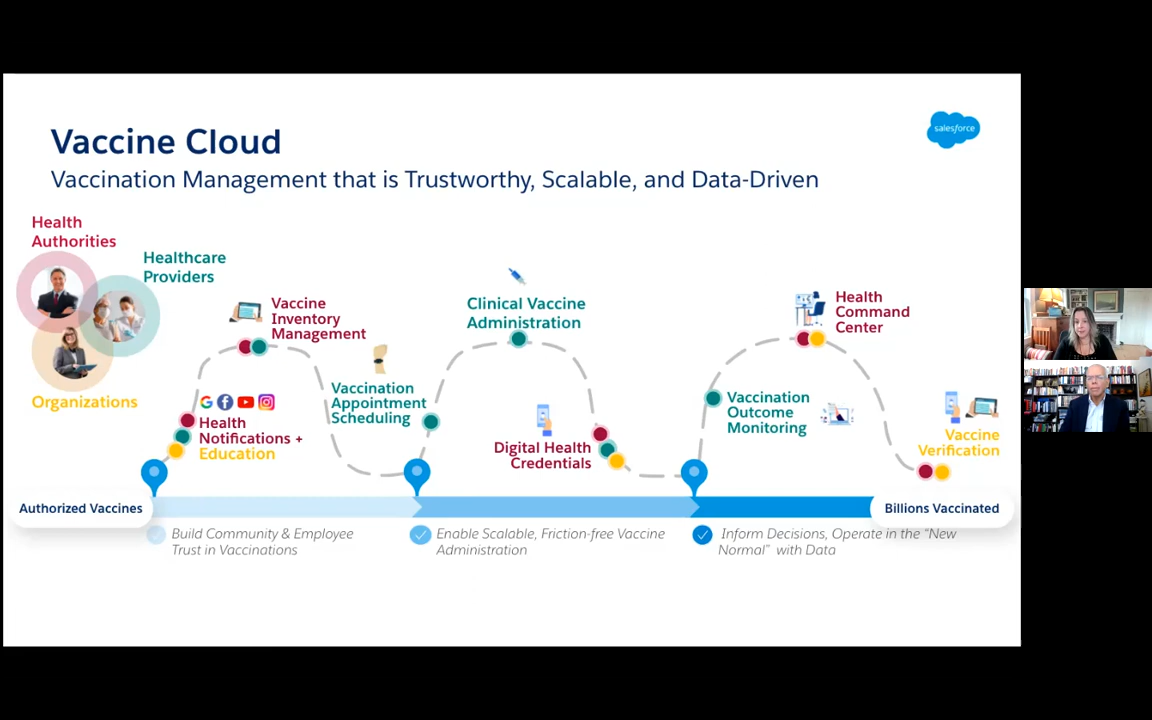 Vaccine Cloud
Vaccination Management that is Trustworthy, Scalable, and Data-Driven
salesforce
Health
Authorities
Healthcare
Providers
Organizations
Vaccine
Inventory
Management
Health
Notifications +
Education
Vaccination
Appointment
Scheduling
Clinical Vaccine
Administration
Digital Health
Credentials
Vaccination
Outcome
Monitoring
Health
Command
Center
Vaccine
Verification
Authorized Vaccines
Billions Vaccinated
Build Community & Employee
Trust in Vaccinations
Enable Scalable, Friction-free Vaccine
Administration
Inform Decisions, Operate in the “New
Normal” with Data